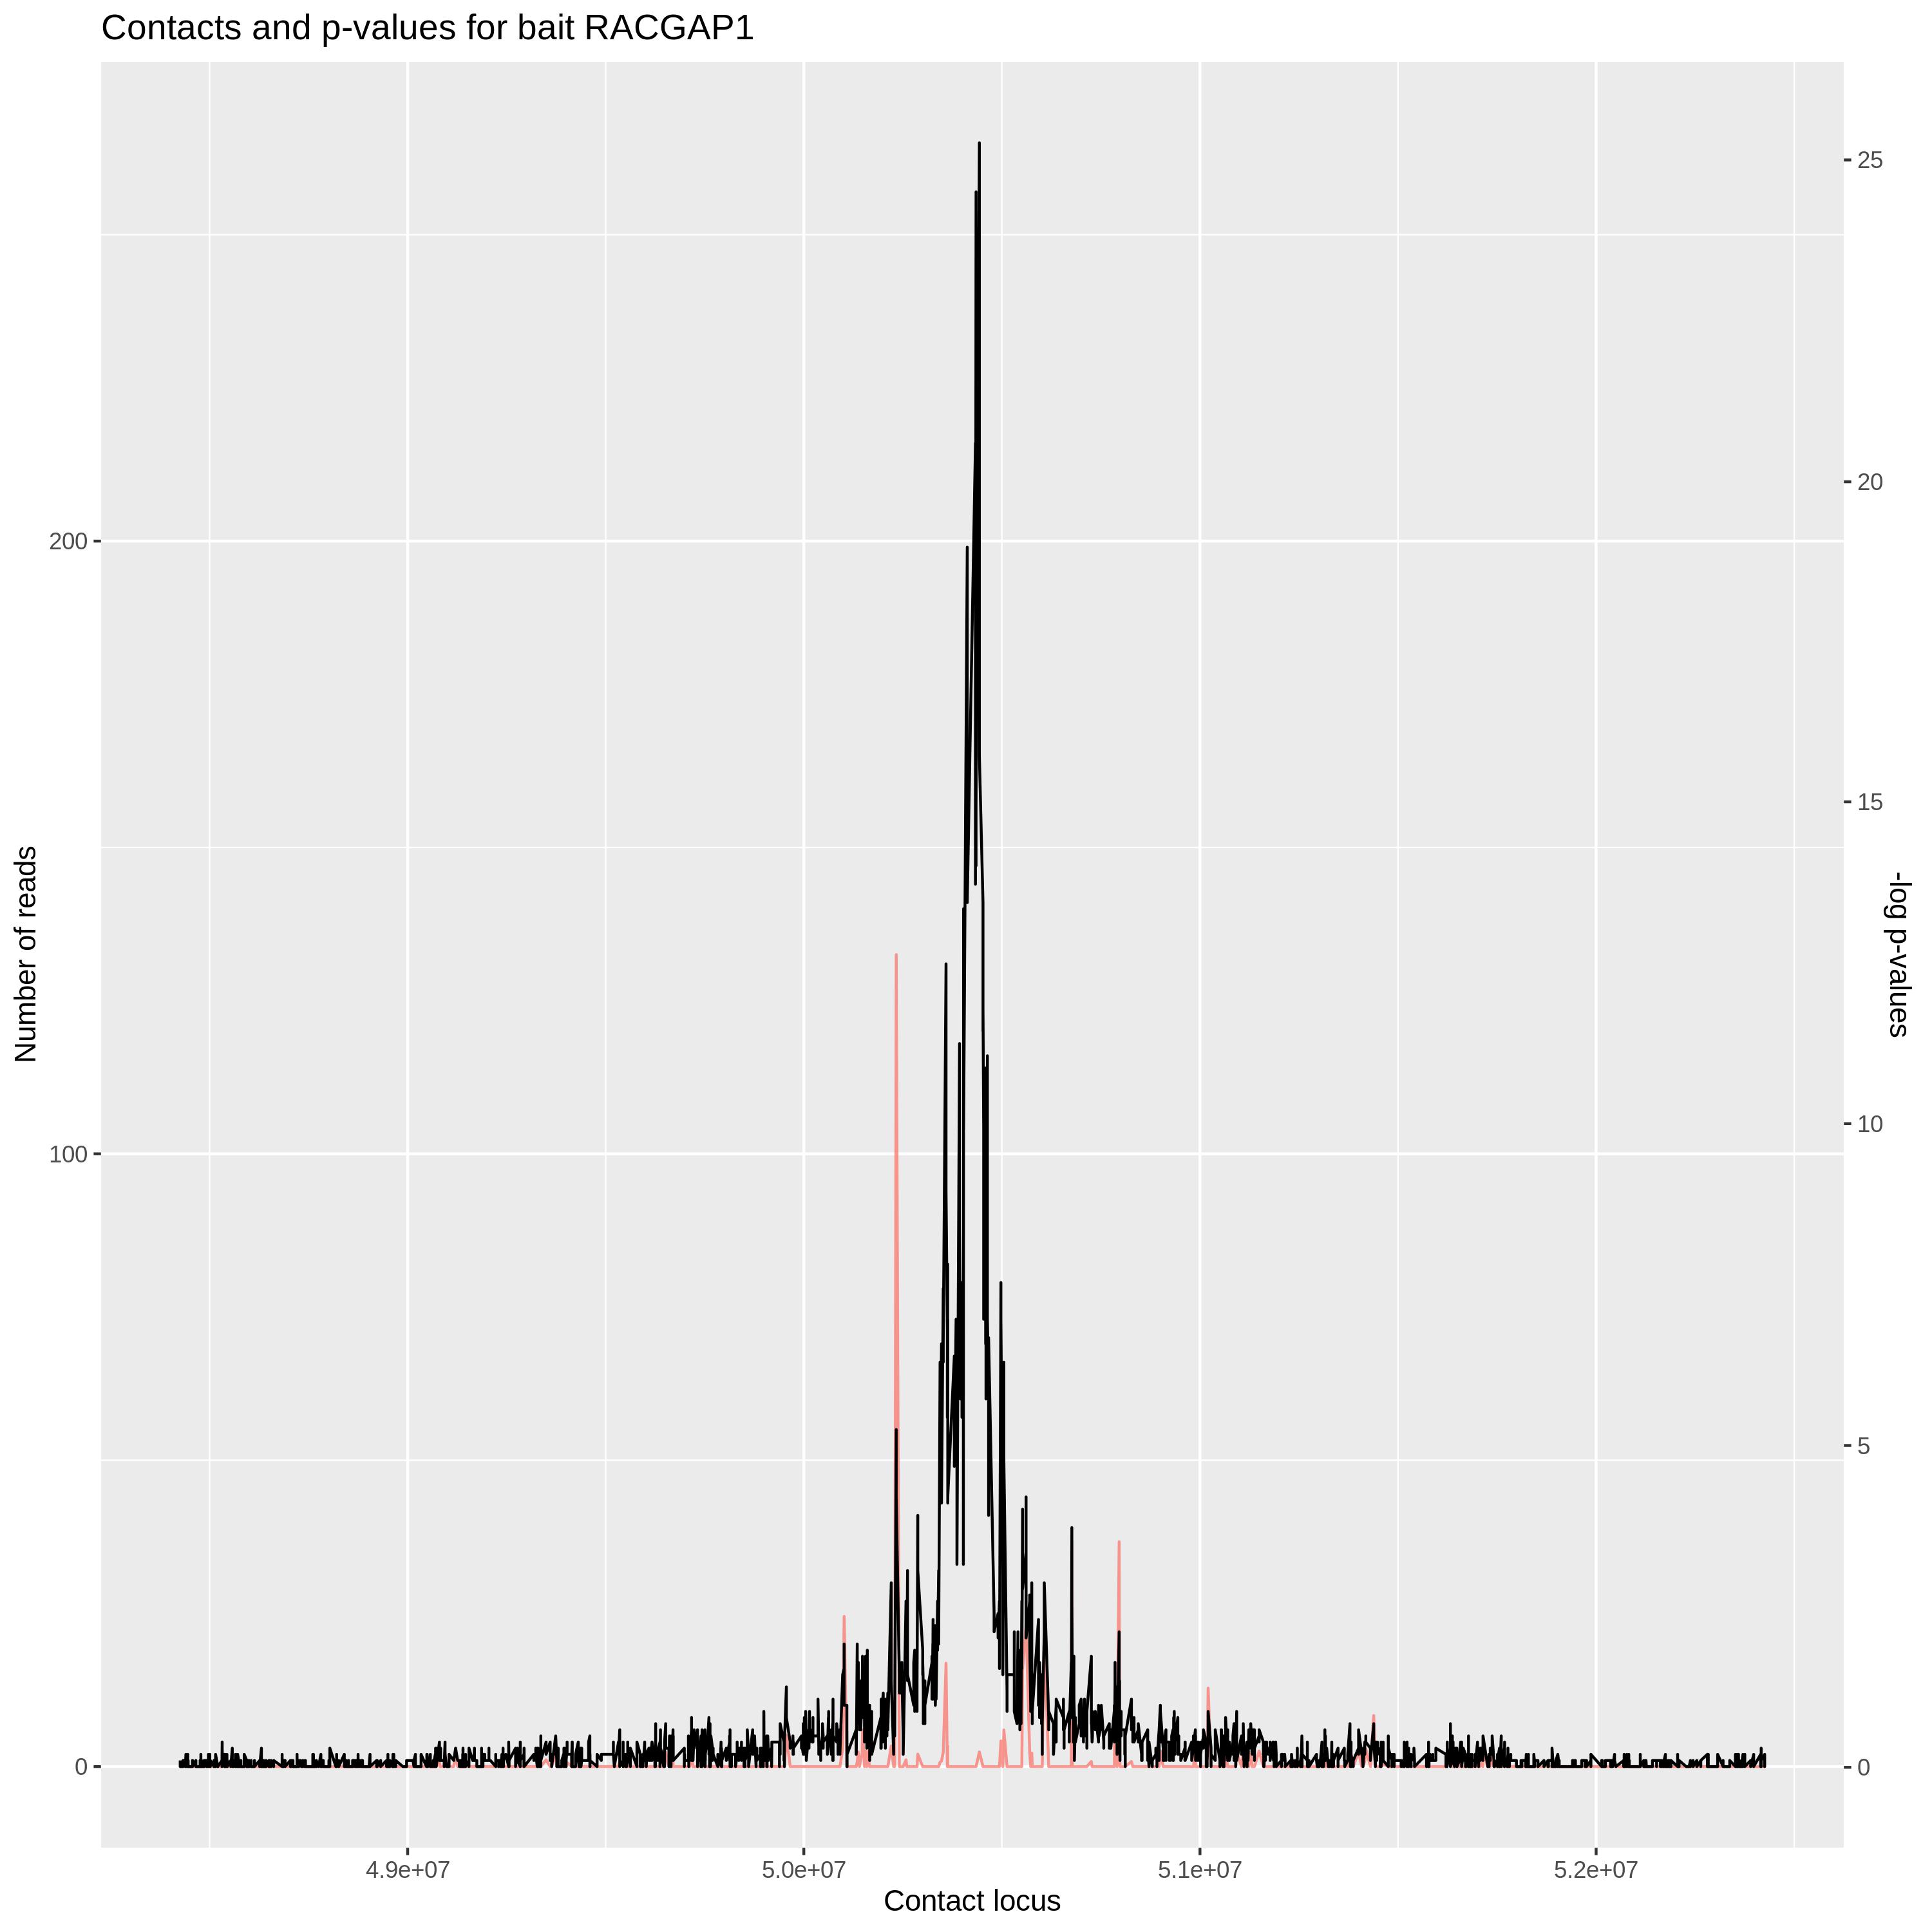 Contacts and p-values for bait RACGAP1
Number of reads
200
100
0
25
20
15
10
5
0
-log p-values
4.9e+07
5.0e+07
5.1e+07
5.2e+07
Contact locus